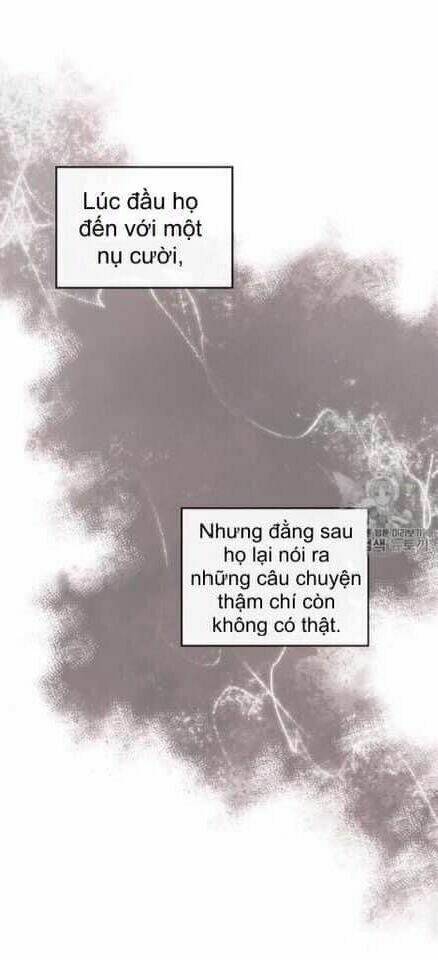 Lúc đầu họ
đến với một
nụ cười,
Nhưng đằng sau
họ lại nói ra
những câu chuyện
thậm chí còn
không có thật.